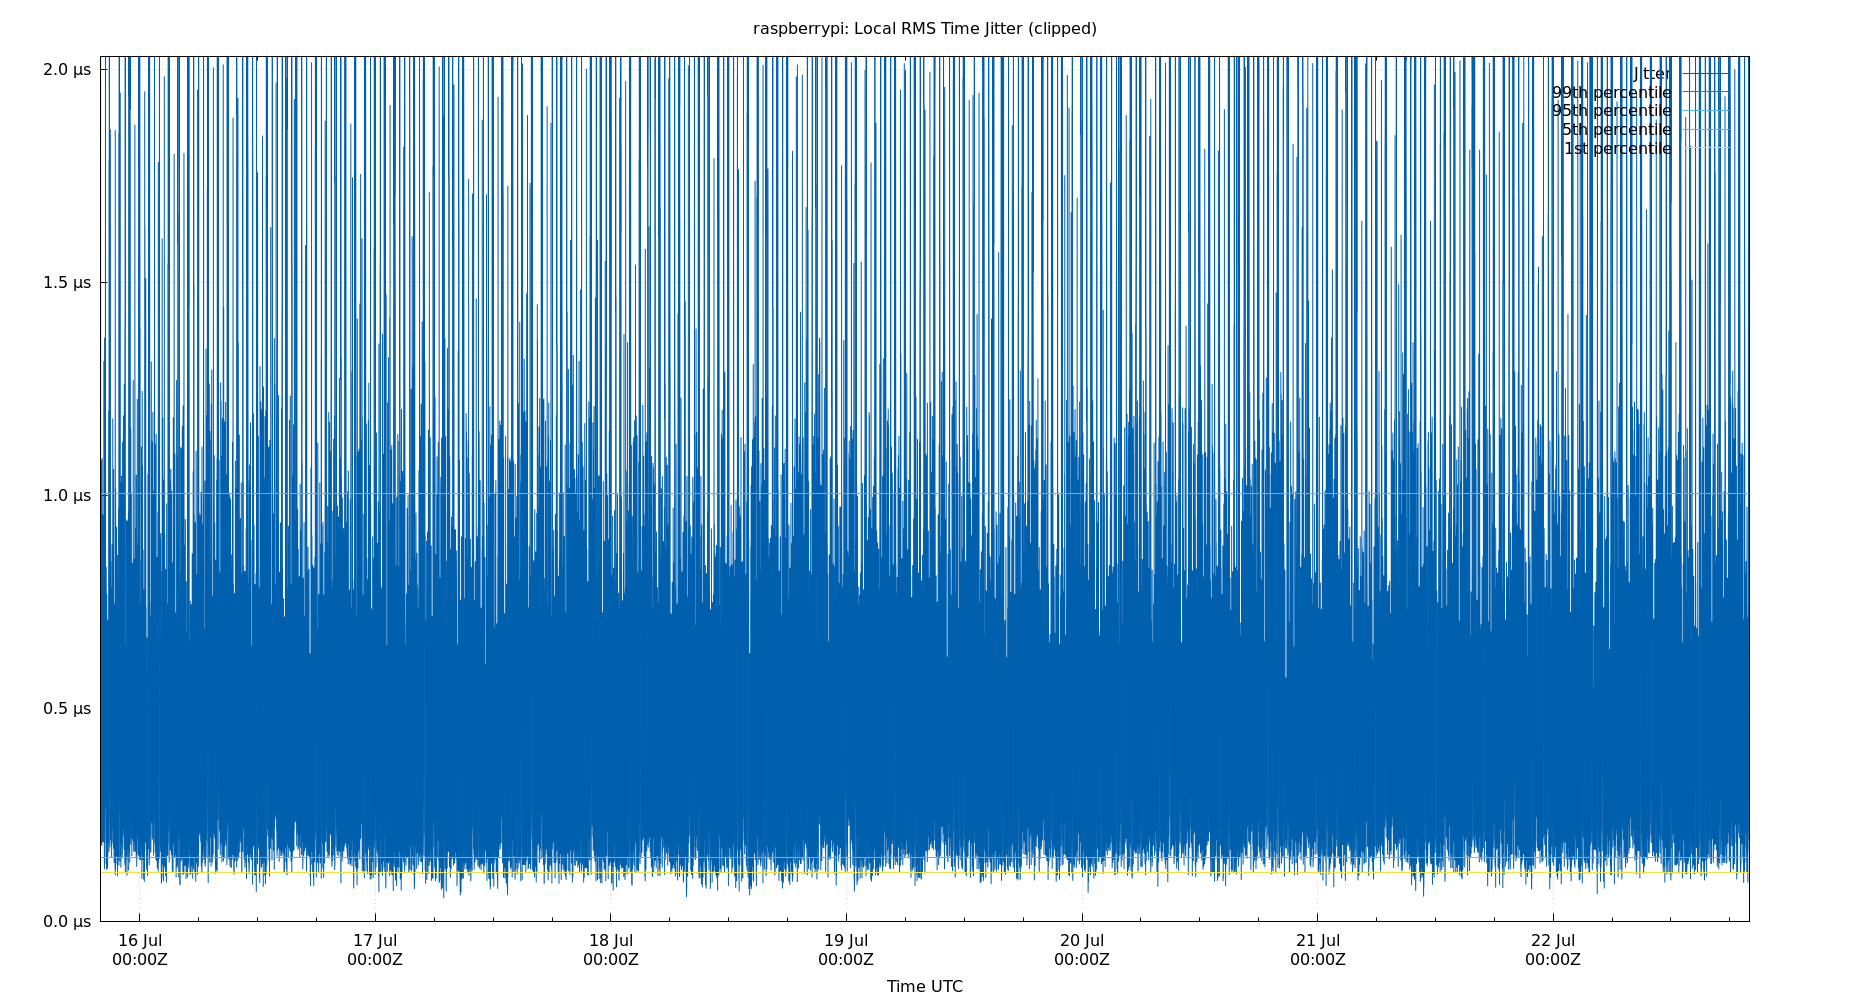 raspberrypi: Local RMS Time Jitter (clipped)
2.0 µs
1.5 µs
1.0 µs
0.5 µs
0.0 µs
Jitter
99th percentile
95th percentile
5th percentile
1st percentile
16 Jul 17 Jul 18 Jul 19 Jul 20 Jul 21 Jul 22 Jul
00:00Z 00:00Z 00:00Z 00:00Z 00:00Z 00:00Z 00:00Z
Time UTC